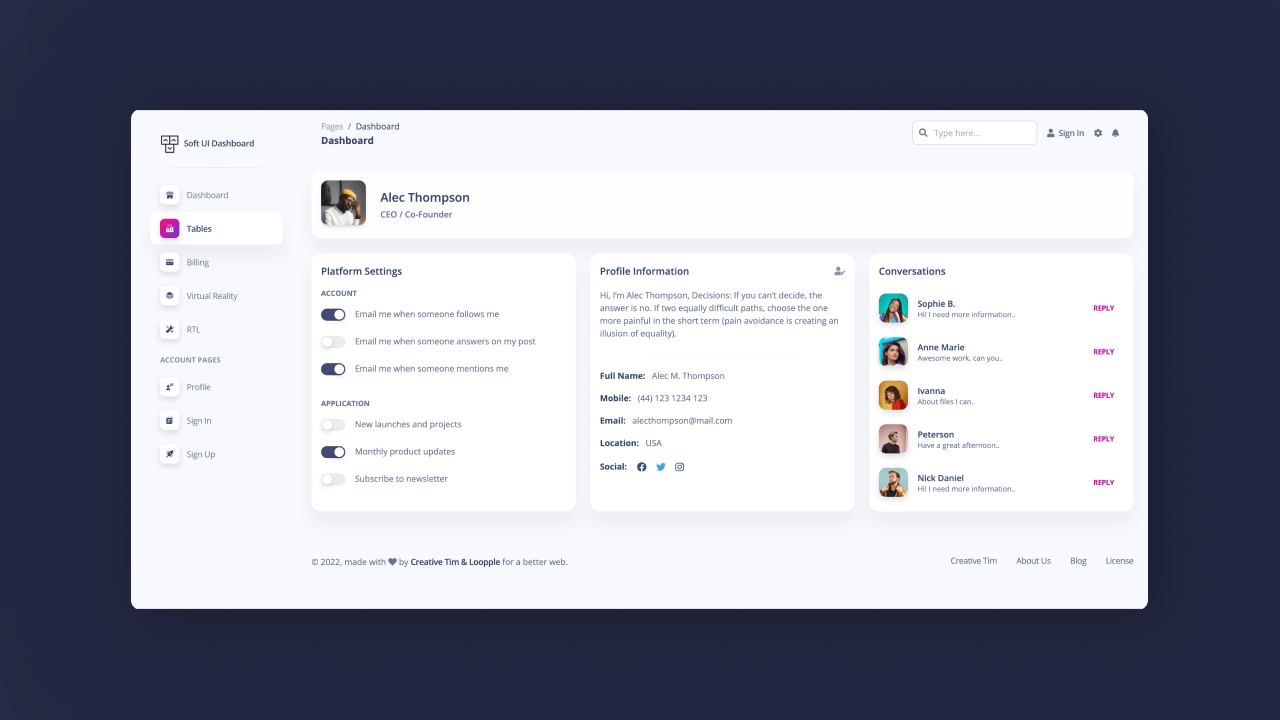 Soft UI Dashboard
Dashboard
Tables
Billing
Virtual Reality
RTL
ACCOUNT PAGES
Profile
Sign In
Sign Up
Pages / Dashboard
Dashboard
Type here...
Sign In
Alec Thompson
CEO / Co-Founder
Platform Settings
ACCOUNT
Email me when someone follows me
Email me when someone answers on my post
Email me when someone mentions me
APPLICATION
New launches and projects
Monthly product updates
Subscribe to newsletter
Profile Information
Hi, I’m Alec Thompson, Decisions: If you can’t decide, the
answer is no. If two equally difficult paths, choose the one
more painful in the short term (pain avoidance is creating an
illusion of equality).
Full Name: Alec M. Thompson
Mobile: (44) 123 1234 123
Email: alecthompson@mail.com
Location: USA
Social:
Conversations
Sophie B.
Hi! I need more information..
REPLY
Anne Marie
Awesome work, can you..
REPLY
Ivanna
About files I can..
REPLY
Peterson
Have a great afternoon..
REPLY
Nick Daniel
Hi! I need more information..
REPLY
© 2022, made with by Creative Tim & Loopple for a better web.
Creative Tim
About Us
Blog
License